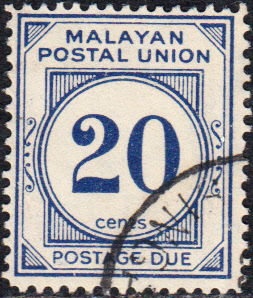 MALAYAN
POSTAL UNION
20
cents
POSTAGE DUE